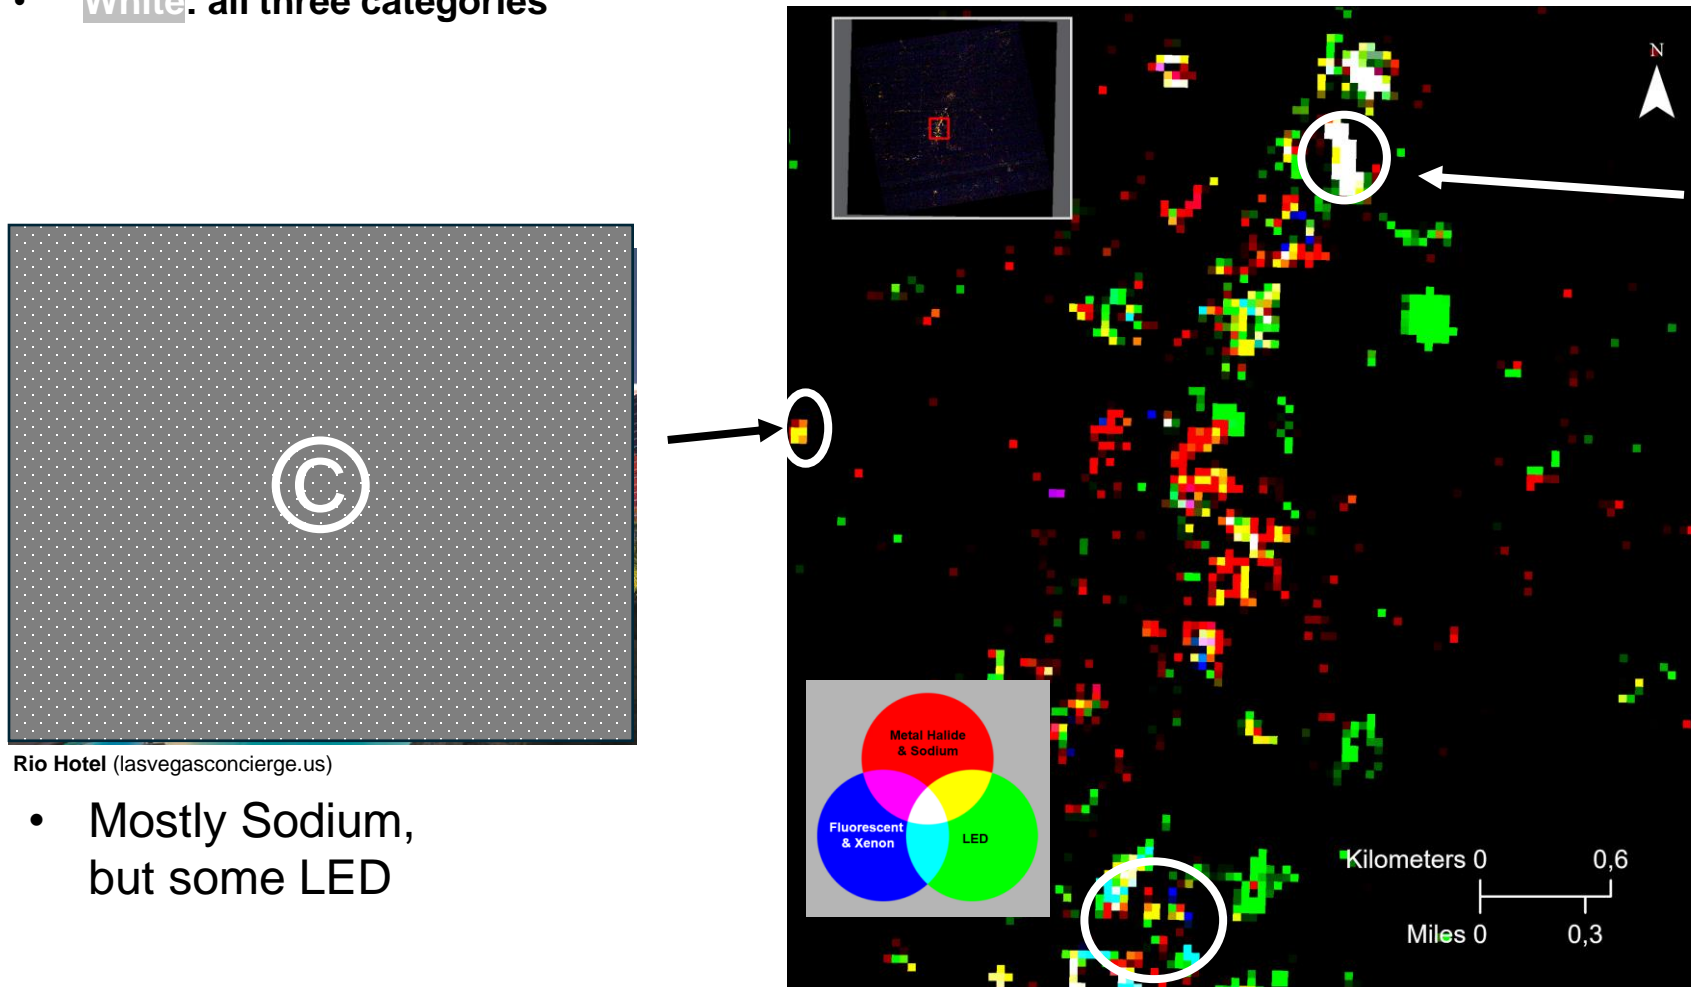 • White: all three categories
©
Rio Hotel (lasvegasconcierge.us)
• Mostly Sodium,
but some LED
N
Metal Halide
& Sodium
Fluorescent
& Xenon
LED
Kilometers 0 0,6
Miles 0 0,3